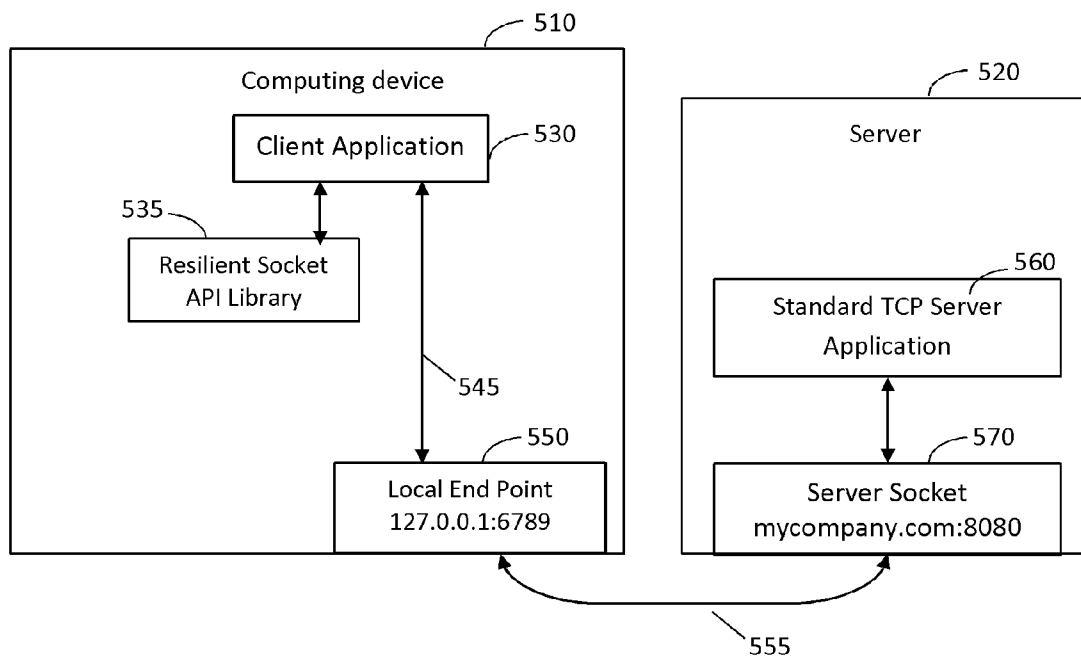 510
Computing device
520
Server
Client Application
530
535
Resilient Socket
API Library
560
Standard TCP Server
Application
545
550
570
Local End Point
127.0.0.1:6789
Server Socket
mycompany.com:8080
555